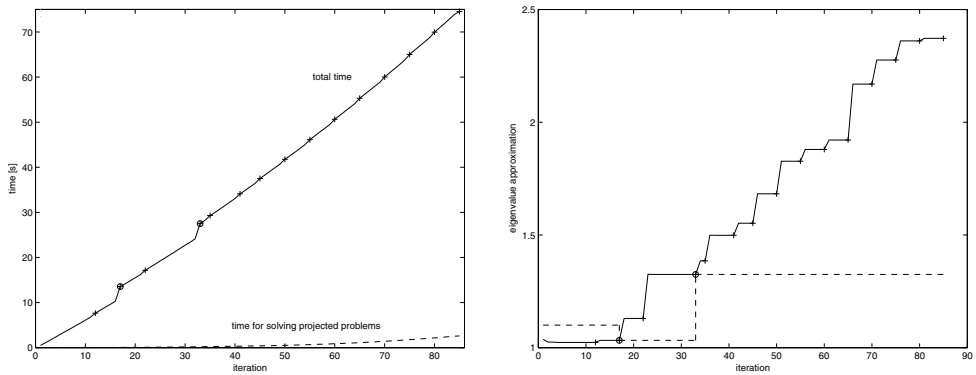 70
60
50
40
30
20
10
0
time [s]
total time
time for solving projected problems
0 10 20 30 40 50 60 70 80
iteration
2.5
2
1.5
1
eigenvalue approximation
0 10 20 30 40 50 60 70 80 90
iteration